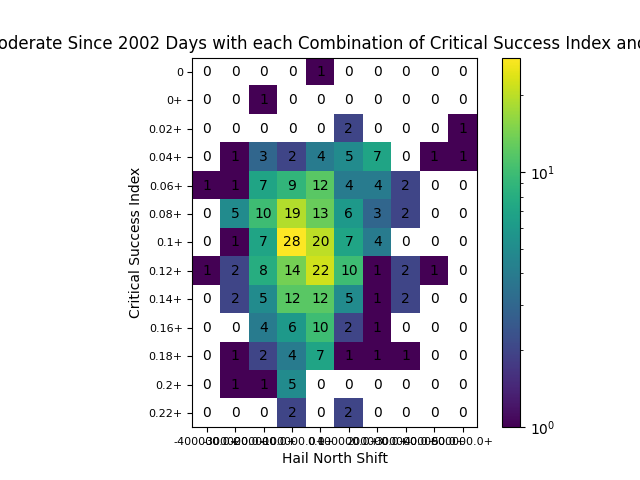 oderate Since 2002 Days with each Combination of Critical Success Index and
0 0 0 0 0 1 0 0 0 0 0
0+ 0 0 1 0 0 0 0 0 0 0
0.02+ 0 0 0 0 0 2 0 0 0 1
0.04+ 0 1 3 2 4 5 7 0 1 1
0.06+ 1 1 7 9 12 4 4 2 0 0
0.08+ 0 5 10 19 13 6 3 2 0 0
0.1+ 0 1 7 28 20 7 4 0 0 0
0.12+ 1 2 8 14 22 10 1 2 1 0
0.14+ 0 2 5 12 12 5 1 2 0 0
0.16+ 0 0 4 6 10 2 1 0 0 0
0.18+ 0 1 2 4 7 1 1 1 0 0
0.2+ 0 1 1 5 0 0 0 0 0 0
0.22+ 0 0 0 2 0 2 0 0 0 0
Critical Success Index
Hail North Shift
10¹
10⁰